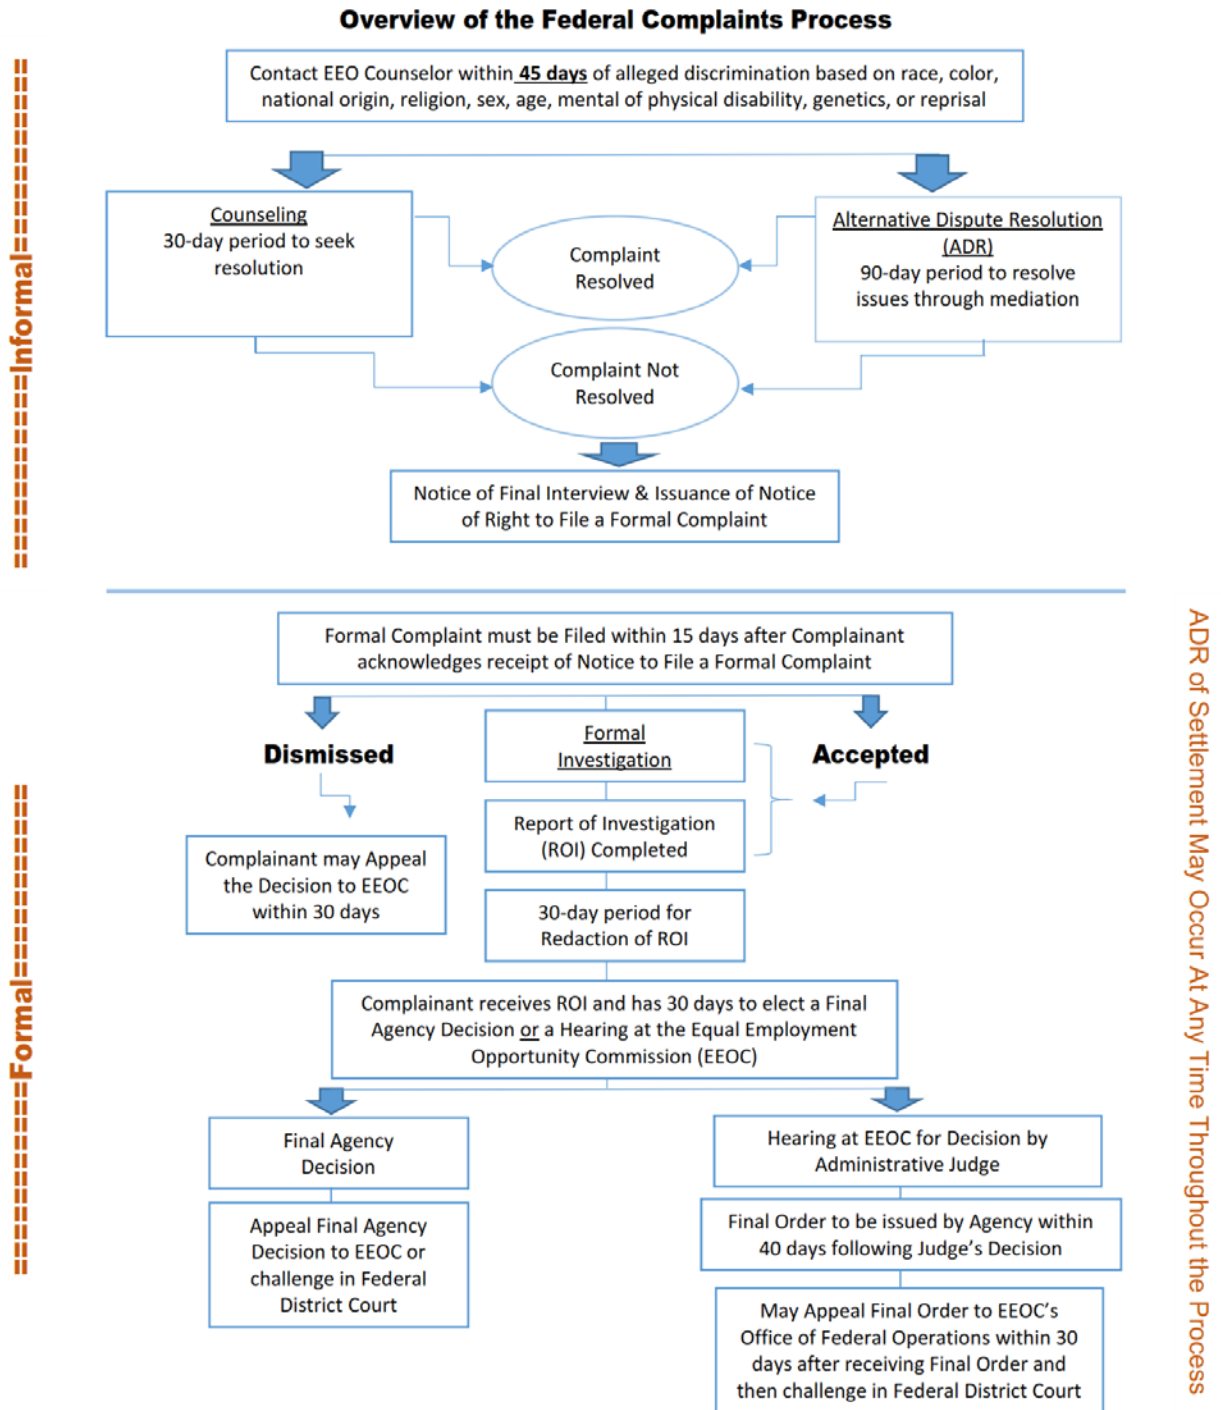 Overview of the Federal Complaints Process
Contact EEO Counselor within 45 days of alleged discrimination based on race, color,
national origin, religion, sex, age, mental of physical disability, genetics, or reprisal
==========Informal==========
Counseling
30-day period to seek
resolution
Complaint
Resolved
Alternative Dispute Resolution
(ADR)
90-day period to resolve
issues through mediation
Complaint Not
Resolved
Notice of Final Interview & Issuance of Notice
of Right to File a Formal Complaint
Formal Complaint must be Filed within 15 days after Complainant
acknowledges receipt of Notice to File a Formal Complaint
==========Formal==========
ADR of Settlement May Occur At Any Time Throughout the Process
Dismissed
Formal
Investigation
Accepted
Report of Investigation
(ROI) Completed
Complainant may Appeal
the Decision to EEOC
within 30 days
30-day period for
Redaction of ROI
Complainant receives ROI and has 30 days to elect a Final
Agency Decision or a Hearing at the Equal Employment
Opportunity Commission (EEOC)
Final Agency
Decision
Appeal Final Agency
Decision to EEOC or
challenge in Federal
District Court
Hearing at EEOC for Decision by
Administrative Judge
Final Order to be issued by Agency within
40 days following Judge's Decision
May Appeal Final Order to EEOC's
Office of Federal Operations within 30
days after receiving Final Order and
then challenge in Federal District Court